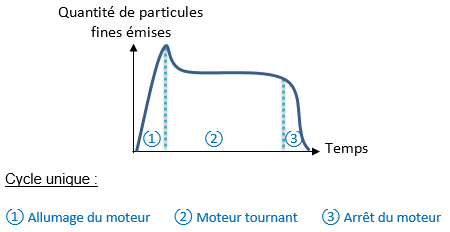 Quantité de particules
fines émises
① ② ③
Temps
Cycle unique :
① Allumage du moteur ② Moteur tournant ③ Arrêt du moteur